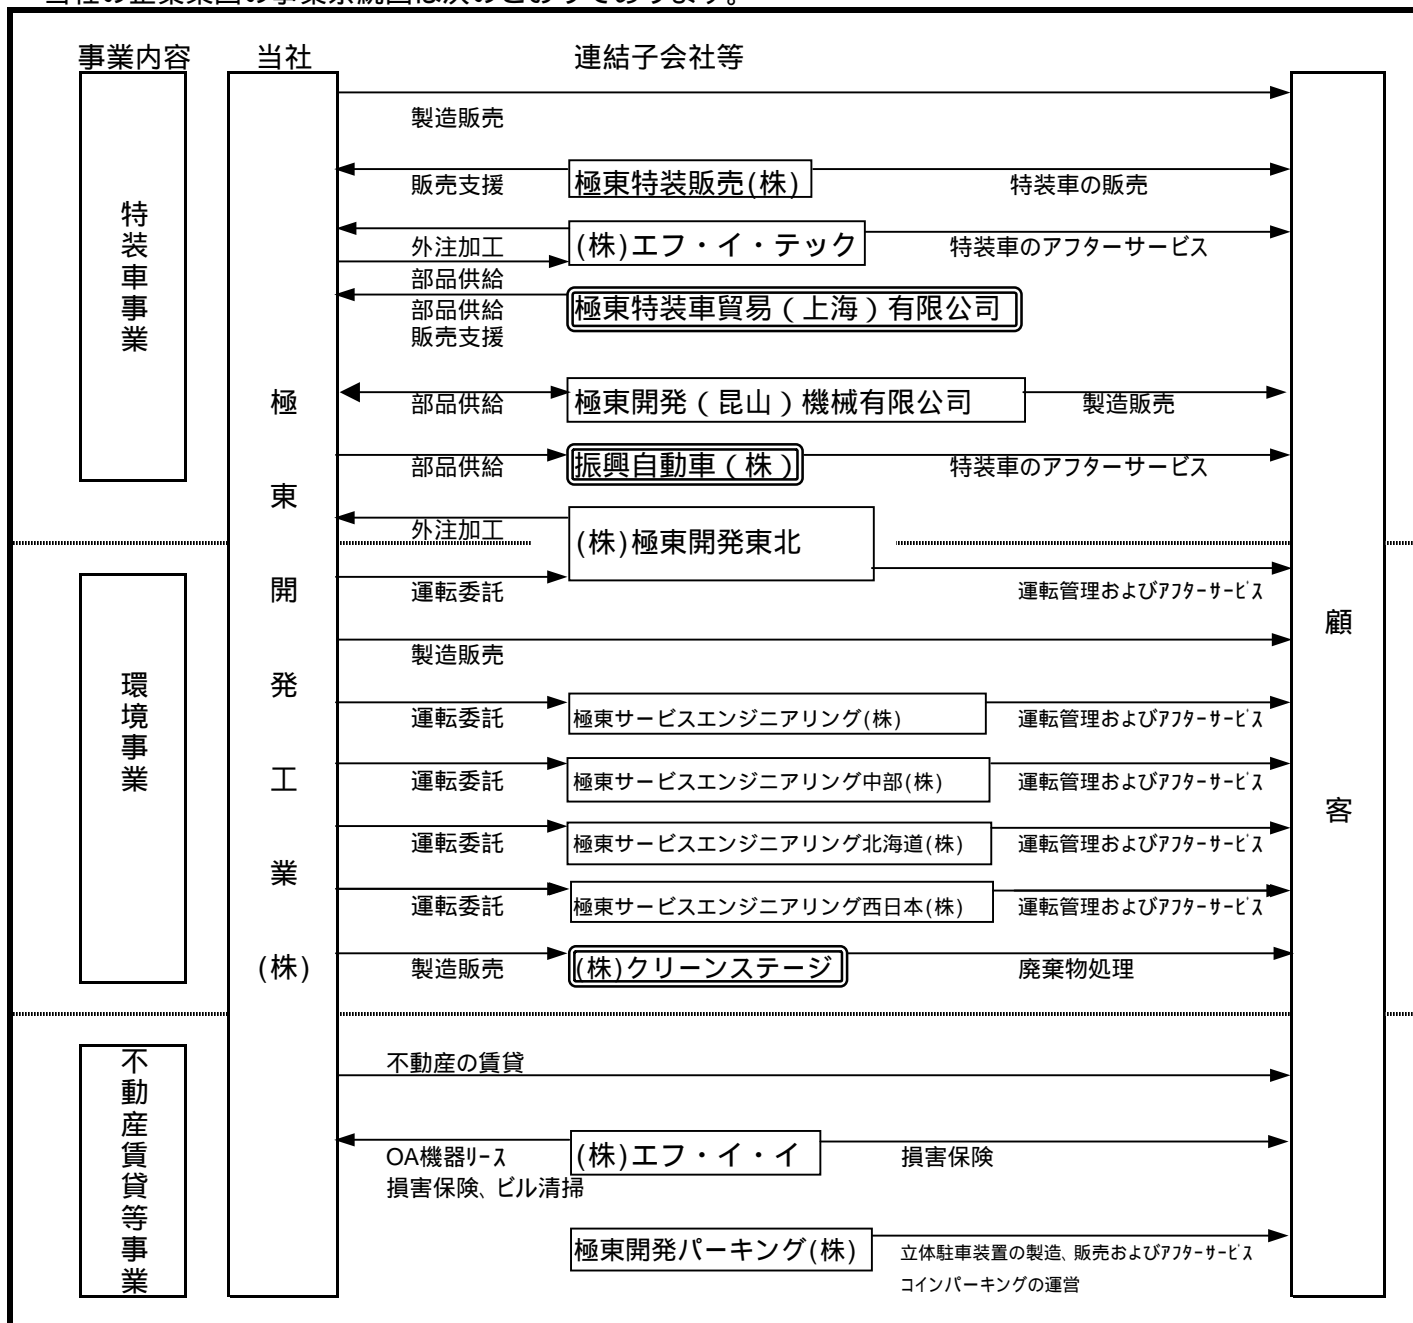 当社の企業集団の事業系統図は次のとおりであります。
事業内容 当社 連結子会社等
特装車事業
極東開発工業(株)
顧客
製造販売
販売支援 極東特装販売(株) 特装車の販売
外注加工 (株)エフ・イ・テック 特装車のアフターサービス
部品供給
部品供給 極東特装車貿易（上海）有限公司
販売支援
部品供給 極東開発（昆山）機械有限公司 製造販売
部品供給 振興自動車（株） 特装車のアフターサービス
外注加工 (株)極東開発東北
環境事業
運転委託 運転管理およびｱﾌﾀｰｻｰﾋﾞｽ
製造販売
運転委託 極東サービスエンジニアリング(株) 運転管理およびｱﾌﾀｰｻｰﾋﾞｽ
運転委託 極東サービスエンジニアリング中部(株) 運転管理およびｱﾌﾀｰｻｰﾋﾞｽ
運転委託 極東サービスエンジニアリング北海道(株) 運転管理およびｱﾌﾀｰｻｰﾋﾞｽ
運転委託 極東サービスエンジニアリング西日本(株) 運転管理およびｱﾌﾀｰｻｰﾋﾞｽ
製造販売 (株)クリーンステージ 廃棄物処理
不動産賃貸等事業
不動産の賃貸
OA機器ﾘｰｽ (株)エフ・イ・イ 損害保険
損害保険、ビル清掃
極東開発パーキング(株) 立体駐車装置の製造、販売およびｱﾌﾀｰｻｰﾋﾞｽ
コインパーキングの運営